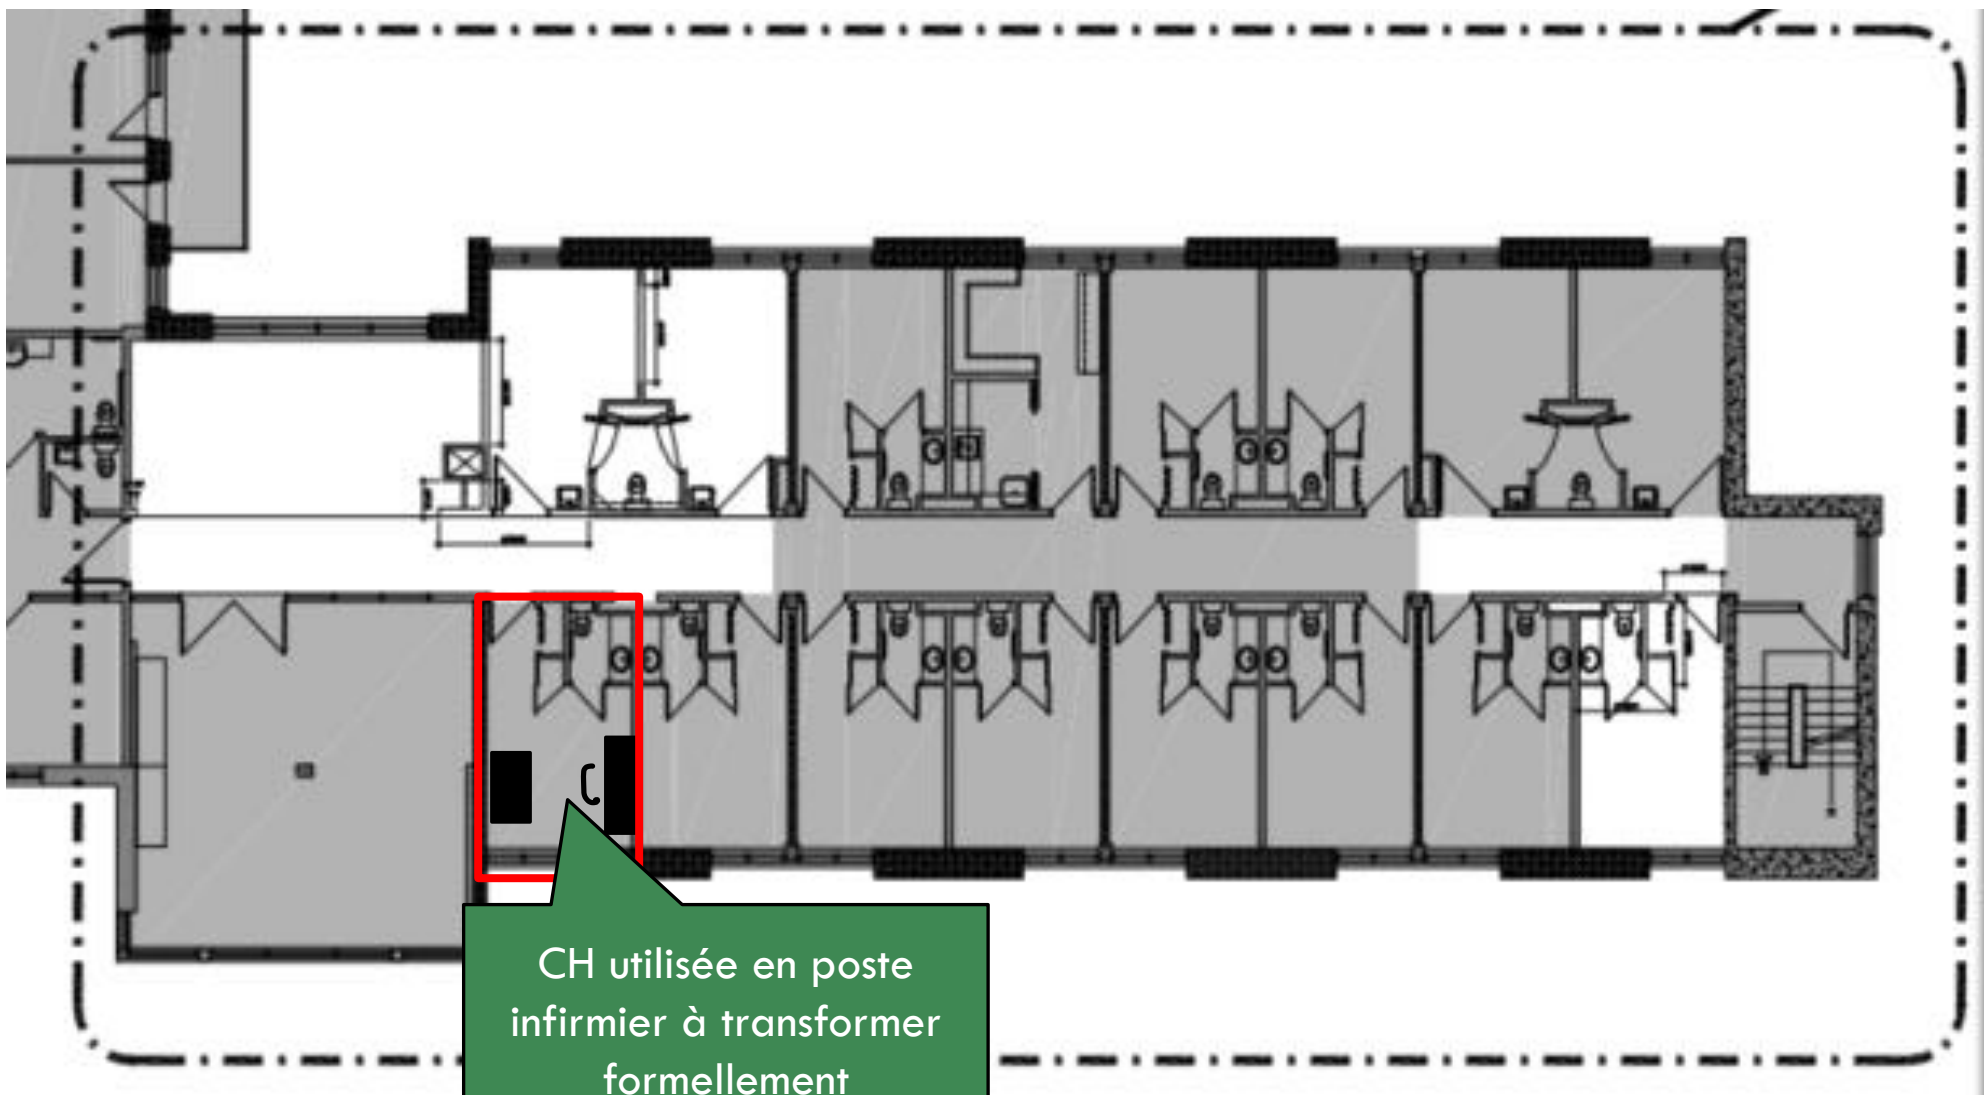 CH utilisée en poste
infirmier à transformer
formellement